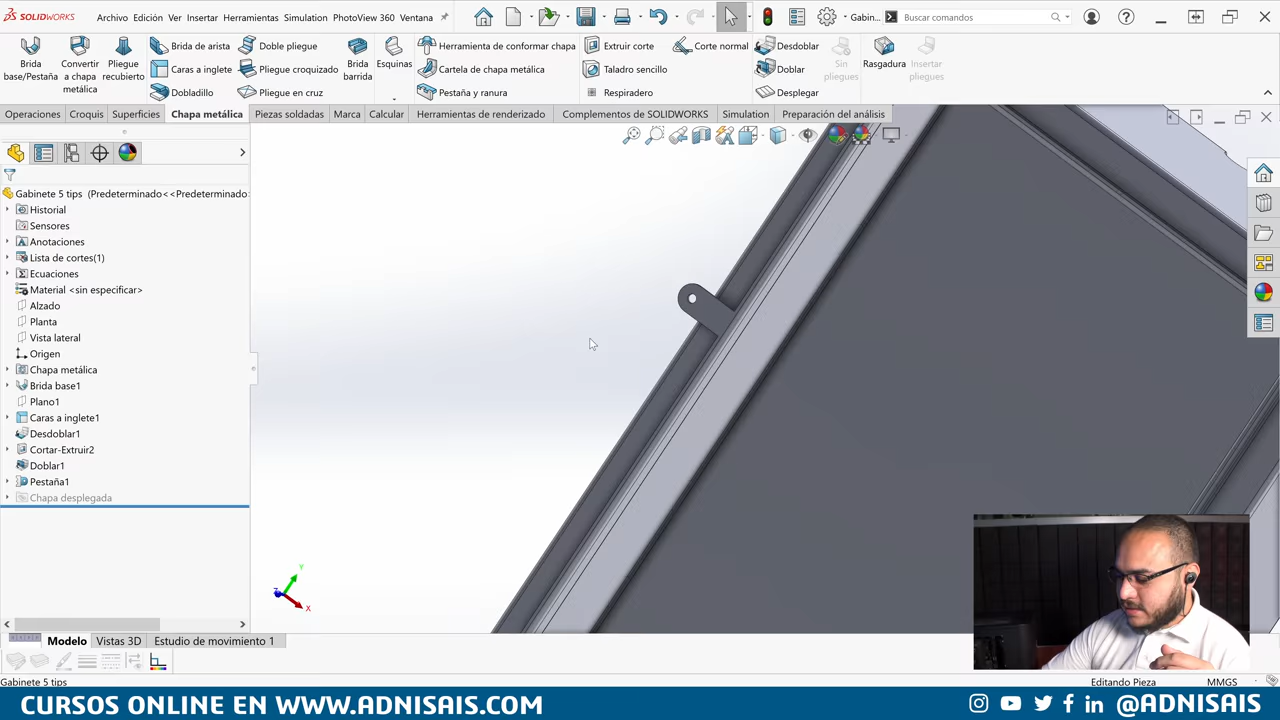 SOLIDWORKS Archivo Edición Ver Insertar Herramientas Simulation PhotoView 360 Ventana Gabin... Buscar comandos
Brida base/Pestaña
Convertir a chapa metálica
Pliegue recubierto
Brida de arista
Caras a inglete
Dobladillo
Doble pliegue
Pliegue croquizado
Pliegue en cruz
Brida barrida
Esquinas
Herramienta de conformar chapa
Cartela de chapa metálica
Pestaña y ranura
Extruir corte
Taladro sencillo
Respiradero
Corte normal
Desdoblar
Doblar
Desplegar
Sin pliegues
Rasgadura
Insertar pliegues
Operaciones Croquis Superficies Chapa metálica Piezas soldadas Marca Calcular Herramientas de renderizado Complementos de SOLIDWORKS Simulation Preparación del análisis
Gabinete 5 tips (Predeterminado<<Predeterminado>
Historial
Sensores
Anotaciones
Lista de cortes(1)
Ecuaciones
Material <sin especificar>
Alzado
Planta
Vista lateral
Origen
Chapa metálica
Brida base1
Plano1
Caras a inglete1
Desdoblar1
Cortar-Extruir2
Doblar1
Pestaña1
Chapa desplegada
Y
Z
X
Modelo Vistas 3D Estudio de movimiento 1
Gabinete 5 tips Editando Pieza MMGS
CURSOS ONLINE EN WWW.ADNISAIS.COM @ADNISAIS